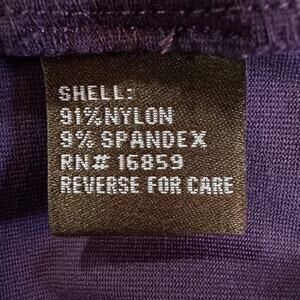 SHELL:
91% NYLON
9% SPANDEX
RN# 16859
REVERSE FOR CARE